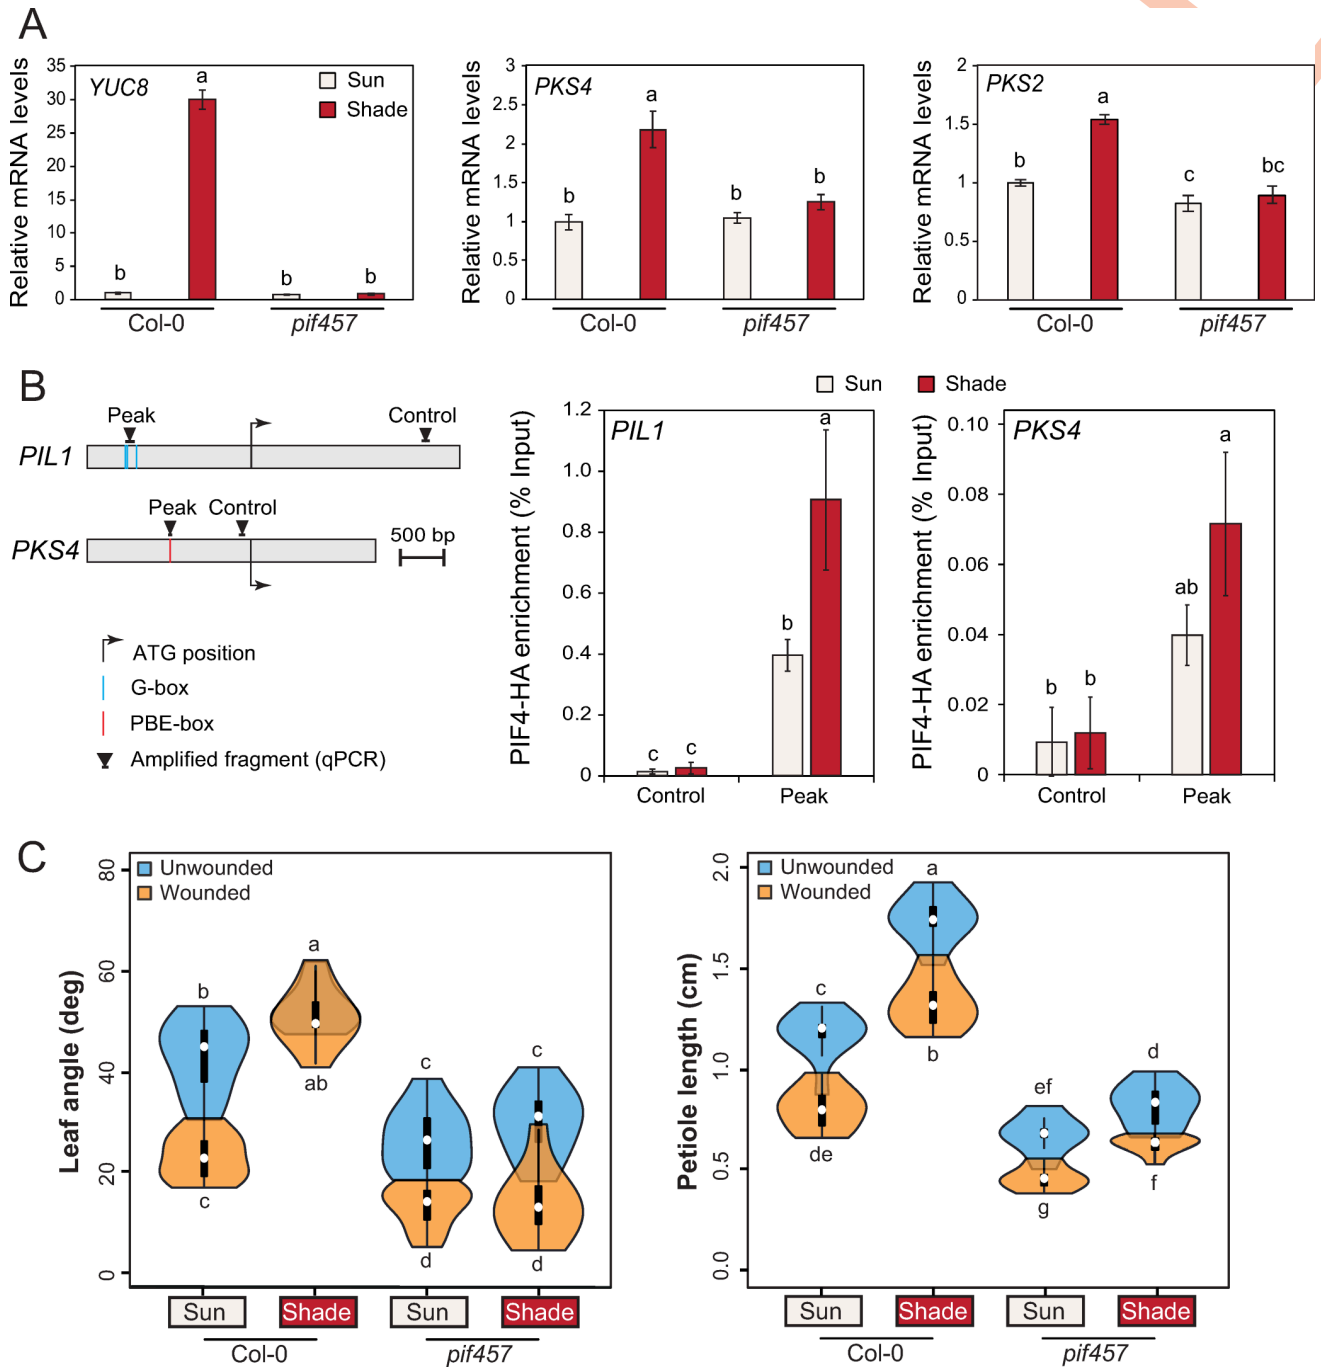 A
Relative mRNA levels
35
30
25
20
15
10
5
0
YUC8
Sun
Shade
a
b
b
b
Col-0
pif457
Relative mRNA levels
3
2.5
2
1.5
1
0.5
0
PKS4
a
b
b
b
Col-0
pif457
Relative mRNA levels
2
1.5
1
0.5
0
PKS2
a
b
c
bc
Col-0
pif457
B
Peak
Control
PIL1
Peak
Control
PKS4
500 bp
ATG position
G-box
PBE-box
Amplified fragment (qPCR)
Sun
Shade
PIF4-HA enrichment (% Input)
1.2
1.0
0.8
0.6
0.4
0.2
0
PIL1
a
b
c
c
Control
Peak
PIF4-HA enrichment (% Input)
0.10
0.08
0.06
0.04
0.02
0
PKS4
a
ab
b
b
Control
Peak
C
Leaf angle (deg)
80
60
40
20
0
Unwounded
Wounded
a
b
c
c
ab
c
d
d
Sun
Shade
Sun
Shade
Col-0
pif457
Petiole length (cm)
2.0
1.5
1.0
0.5
0.0
Unwounded
Wounded
a
c
b
d
ef
de
f
g
Sun
Shade
Sun
Shade
Col-0
pif457